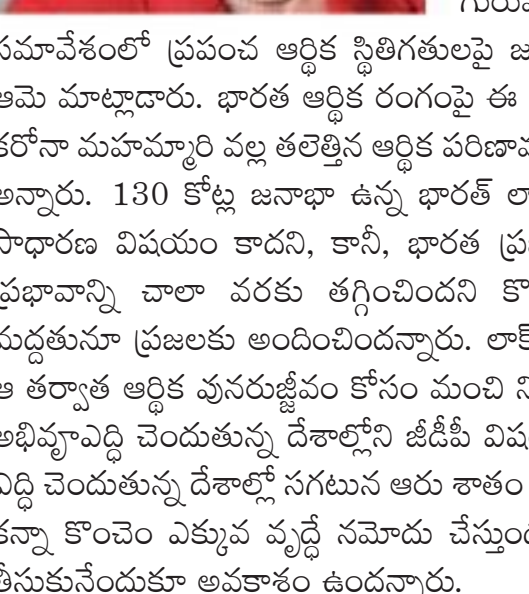 సమావేశంలో ప్రపంచ ఆర్థిక స్థితిగతులపై
ఆమె మాట్లాడారు. భారత ఆర్థిక రంగంపై ఈ
కరోనా మహమ్మారి వల్ల తలెత్తిన ఆర్థిక
అన్నారు. 130 కోట్ల జనాభా ఉన్న భారత్
సాధారణ విషయం కాదని, కానీ, భారత
ప్రభావాన్ని చాలా వరకు తగ్గించిందని
మద్దతునూ ప్రజలకు అందించిందన్నారు.
ఆ తర్వాత ఆర్థిక వునరుజ్జీవం కోసం మంచి
అభివౄఎద్ధి చెందుతున్న దేశాల్లోని జీడీపీ
ఎద్ధి చెందుతున్న దేశాల్లో సగటున ఆరు శాతం
కన్నా కొంచెం ఎక్కువ వృద్దే నమోదు
తీసుకునేందుకూ అవకాశం ఉందన్నారు.